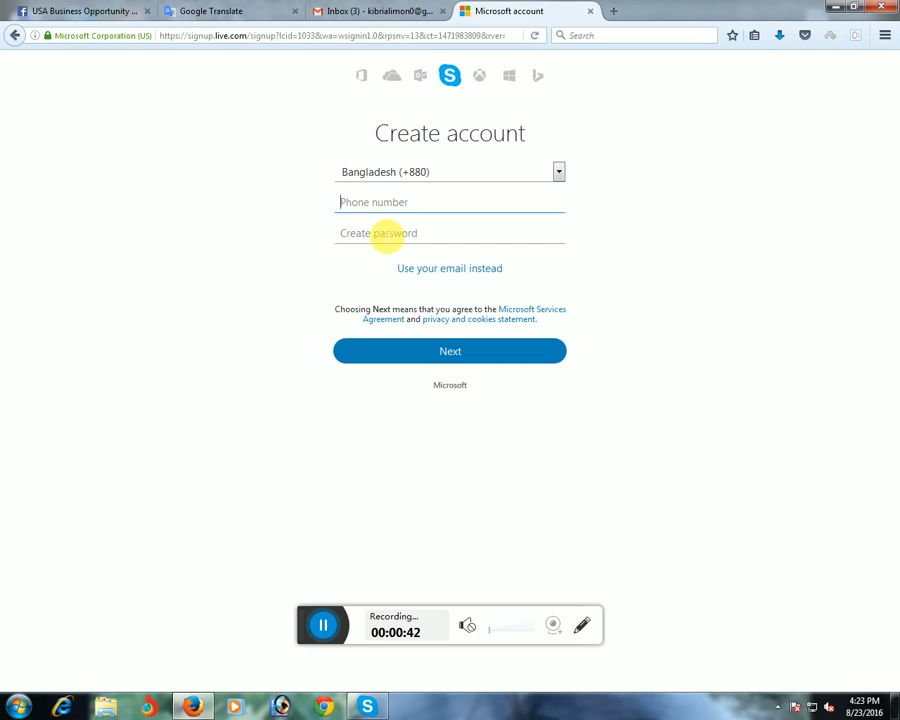 USA Business Opportunity ...
Google Translate
Inbox (3) - kibrialimon0@g...
Microsoft account
Microsoft Corporation (US)
https://signup.live.com/signup?lcid=1033&wa=wsignin1.0&rpsnv=13&ct=1471983809&rver=
Search
Create account
Bangladesh (+880)
Phone number
Create password
Use your email instead
Choosing Next means that you agree to the Microsoft Services
Agreement and privacy and cookies statement.
Next
Microsoft
Recording...
00:00:42
4:23 PM
8/23/2016